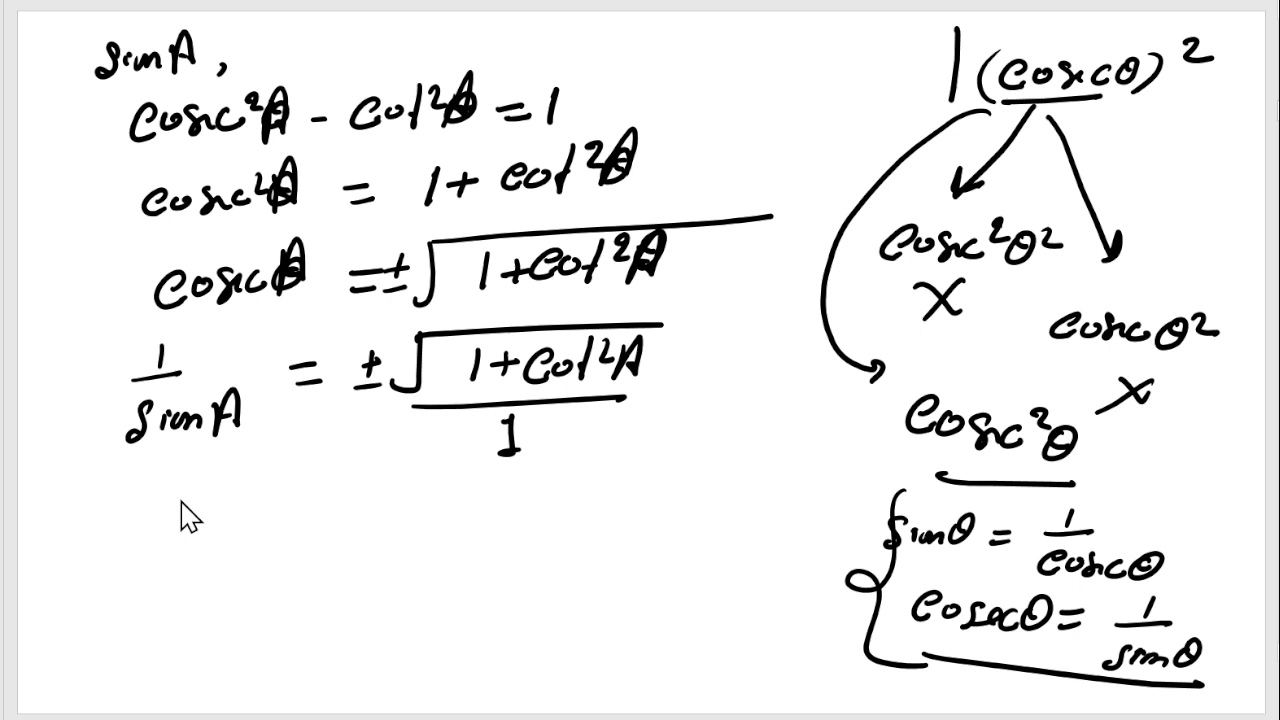 sinA,
cosec²A - cot²A = 1
cosec²A = 1 + cot²A
cosecA = ±√1+cot²A
1/sinA = ±√1+cot²A/1
(cosecθ)²
cosec²θ²
×
cosecθ²
×
cosec²θ
sinθ = 1/cosecθ
cosecθ = 1/sinθ